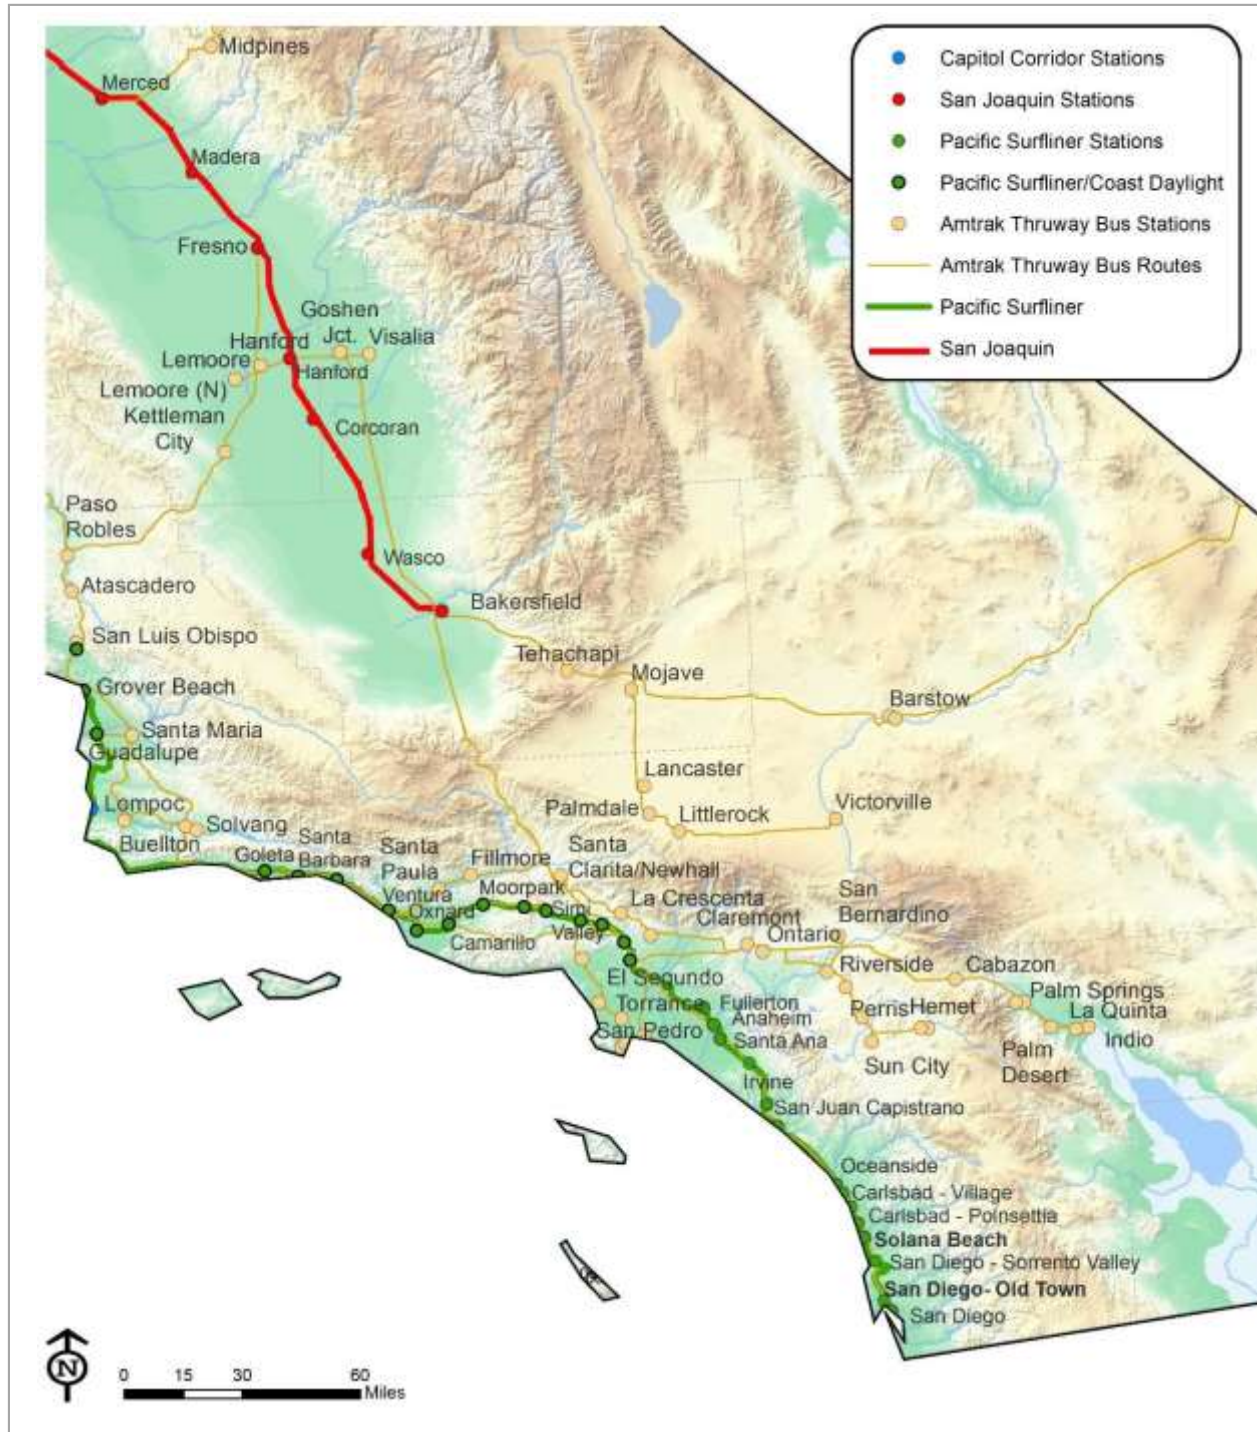 Midpines
Merced
Madera
Fresno
Goshen
Jct.
Visalia
Hanford
Lemoore
Hanford
Lemoore (N)
Kettleman
City
Corcoran
Paso
Robles
Wasco
Atascadero
Bakersfield
San Luis Obispo
Tehachapi
Mojave
Grover Beach
Barstow
Santa Maria
Guadalupe
Lancaster
Lompoc
Palmdale
Littlerock
Victorville
Solvang
Buellton
Goleta
Santa
Barbara
Santa
Paula
Fillmore
Santa
Clarita/Newhall
Ventura
Moorpark
Oxnard
Simi
Valley
Camarillo
La Crescenta
Claremont
San
Bernardino
Ontario
El Segundo
Riverside
Cabazon
Torrance
Fullerton
Perris
Hemet
Palm Springs
San Pedro
Anaheim
La Quinta
Santa Ana
Sun City
Palm
Desert
Indio
Irvine
San Juan Capistrano
Oceanside
Carlsbad - Village
Carlsbad - Poinsettia
Solana Beach
San Diego - Sorrento Valley
San Diego- Old Town
San Diego
Capitol Corridor Stations
San Joaquin Stations
Pacific Surfliner Stations
Pacific Surfliner/Coast Daylight
Amtrak Thruway Bus Stations
Amtrak Thruway Bus Routes
Pacific Surfliner
San Joaquin
N
0 15 30 60
Miles